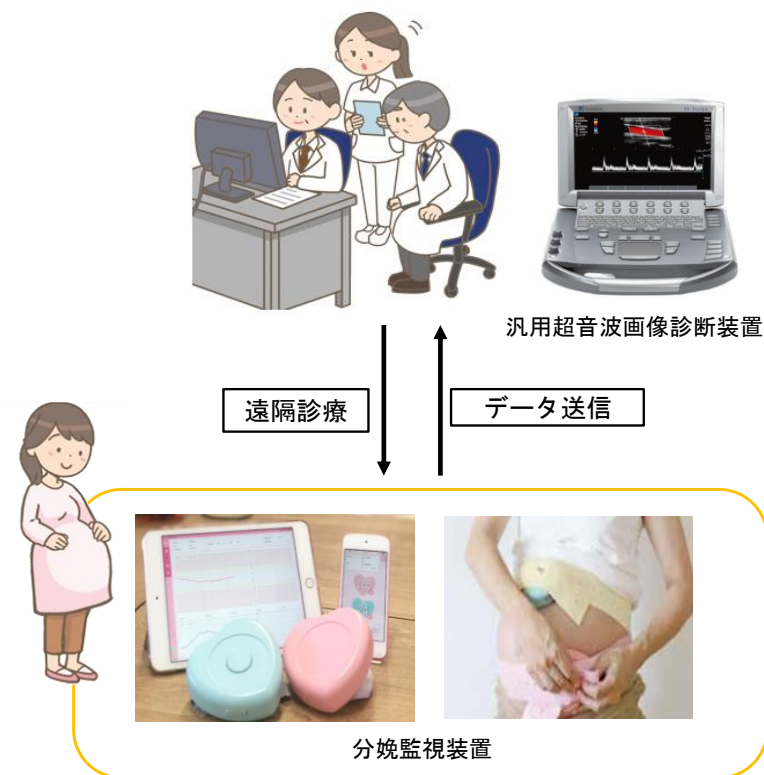 汎用超音波画像診断装置
遠隔診療
データ送信
分娩監視装置